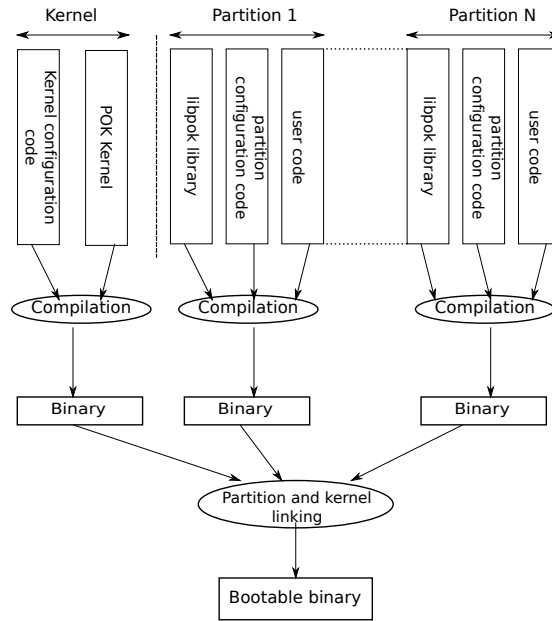 Kernel
Partition 1
Partition N
Kernel configuration
code
POK Kernel
libpok library
partition
configuration code
user code
libpok library
partition
configuration code
user code
Compilation
Compilation
Compilation
Binary
Binary
Binary
Partition and kernel
linking
Bootable binary